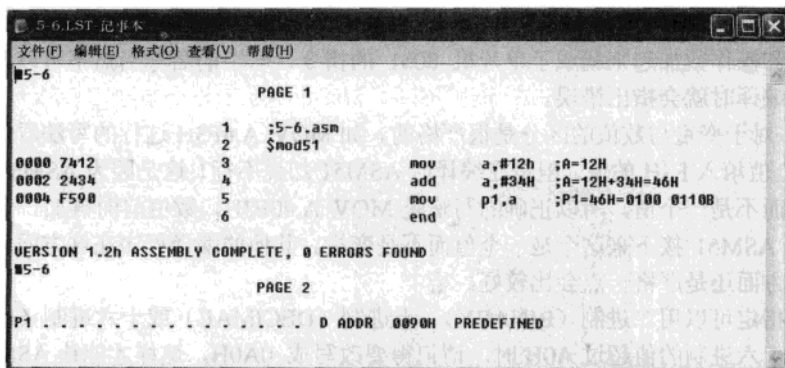 5-6.LST 记事本
文件(F) 编辑(E) 格式(O) 查看(V) 帮助(H)
5-6
PAGE 1
1 ;5-6.asm
2 $mod51
0000 7412 3 mov a,#12h ;A=12H
0002 2434 4 add a,#34H ;A=12H+34H=46H
0004 F590 5 mov p1,a ;P1=46H=0100 0110B
6 end
VERSION 1.2h ASSEMBLY COMPLETE, 0 ERRORS FOUND
5-6
PAGE 2
P1 . . . . . . . . . . . . . . D ADDR 0090H PREDEFINED